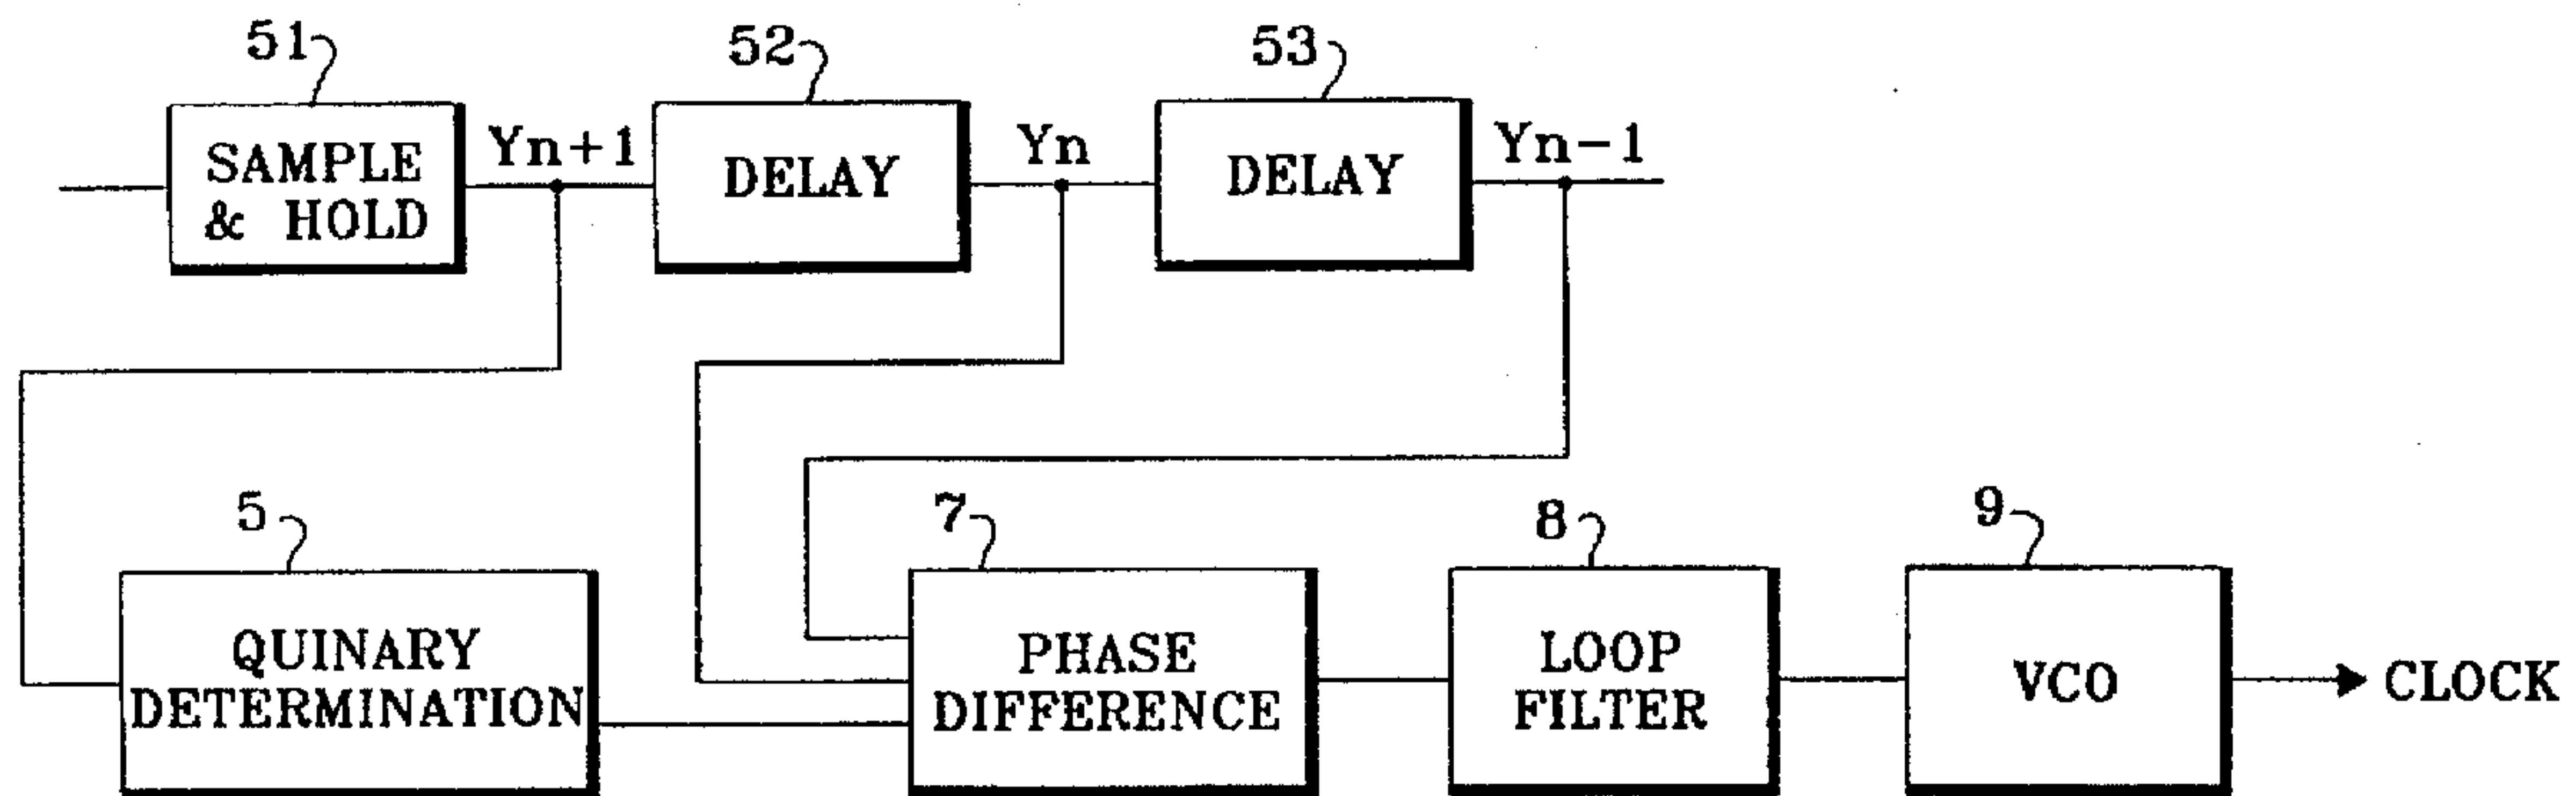 51
52
53
SAMPLE
& HOLD
Yn+1
DELAY
Yn
DELAY
Yn-1
5
7
8
9
QUINARY
DETERMINATION
PHASE
DIFFERENCE
LOOP
FILTER
VCO
CLOCK